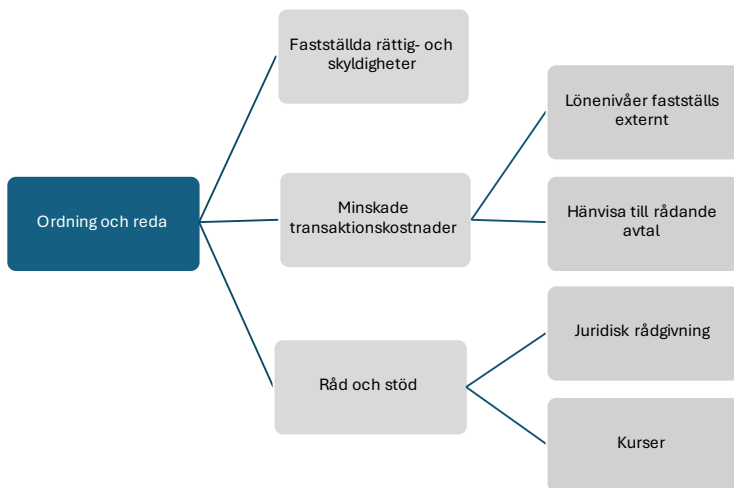 Ordning och reda
Fastställda rättig- och
skyldigheter
Minskade
transaktionskostnader
Lönenivåer fastställs
externt
Hänvisa till rådande
avtal
Råd och stöd
Juridisk rådgivning
Kurser